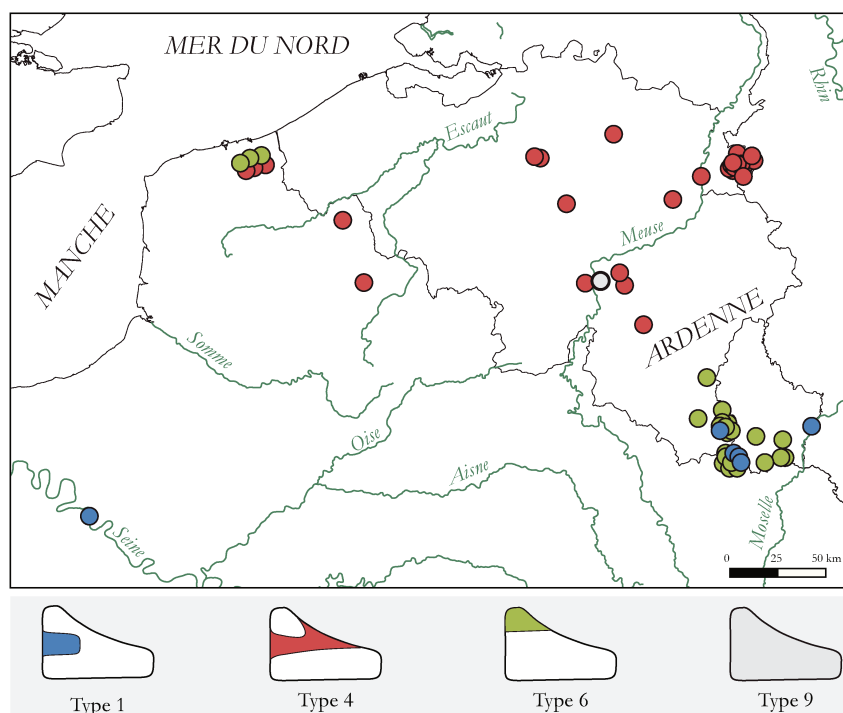 MER DU NORD
Rhin
Escaut
MANCHE
Meuse
ARDENNE
Somme
Oise
Aisne
Seine
Moselle
0 25 50 km
Type 1
Type 4
Type 6
Type 9